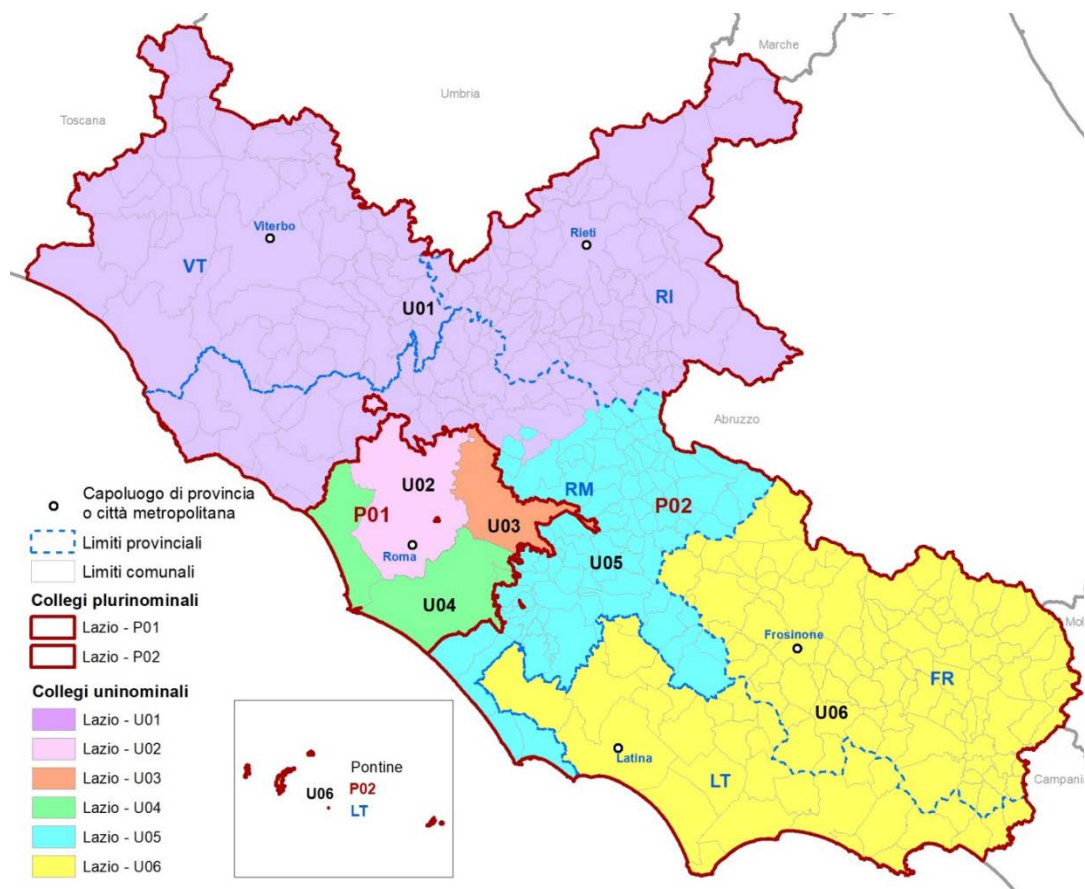 Marche
Umbria
Toscana
Viterbo
Rieti
VT
RI
U01
Abruzzo
U02
RM
P02
P01
U03
Roma
U05
U04
Frosinone
FR
U06
Latina
LT
Mol
Campania
Capoluogo di provincia
o città metropolitana
Limiti provinciali
Limiti comunali
Collegi plurinominali
Lazio - P01
Lazio - P02
Collegi uninominali
Lazio - U01
Lazio - U02
Lazio - U03
Lazio - U04
Lazio - U05
Lazio - U06
Pontine
U06 P02
LT